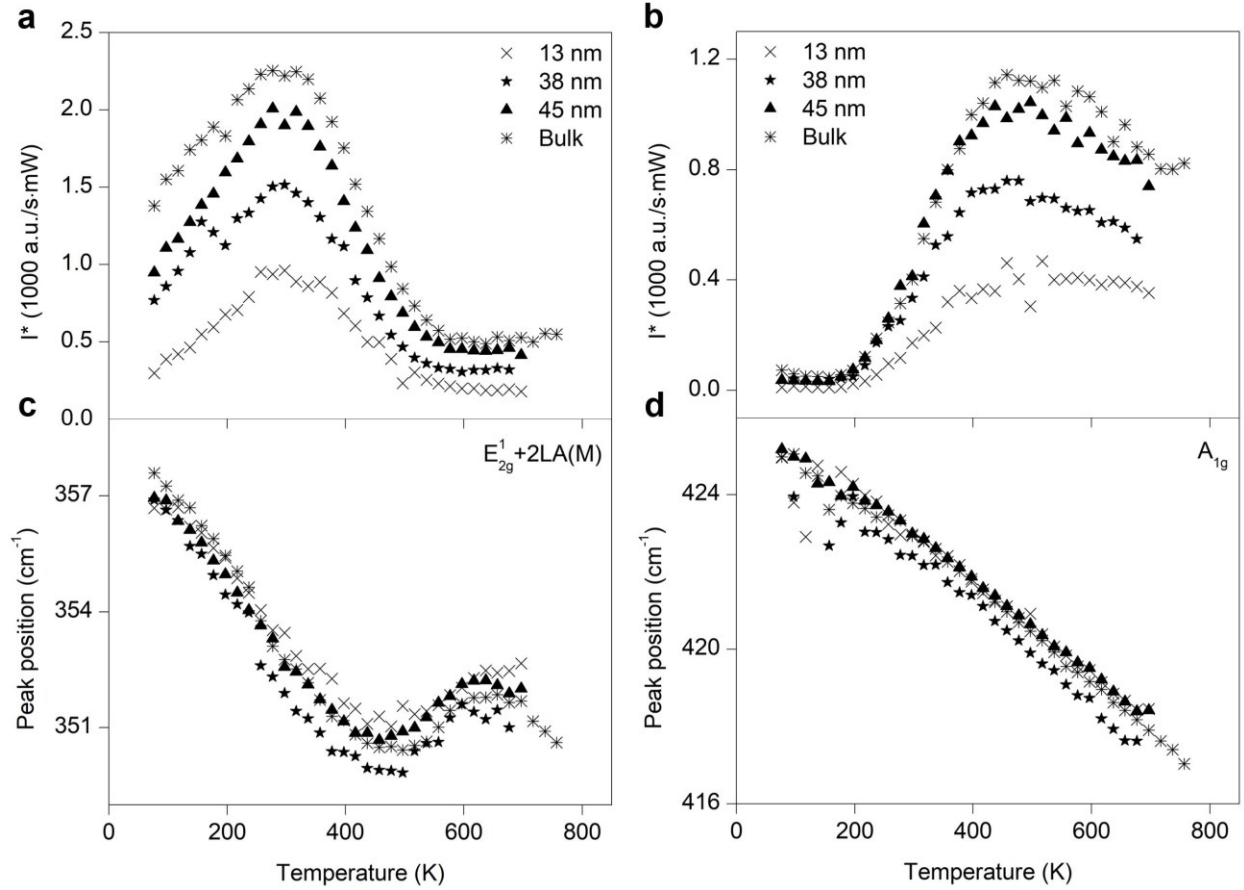 a
2.5
2.0
1.5
1.0
0.5
0.0
I* (1000 a.u./s·mW)
13 nm
38 nm
45 nm
Bulk
b
1.2
0.8
0.4
0.0
I* (1000 a.u./s·mW)
13 nm
38 nm
45 nm
Bulk
c
357
354
351
Peak position (cm⁻¹)
E¹₂g+2LA(M)
0 200 400 600 800
Temperature (K)
d
424
420
416
Peak position (cm⁻¹)
A₁g
0 200 400 600 800
Temperature (K)